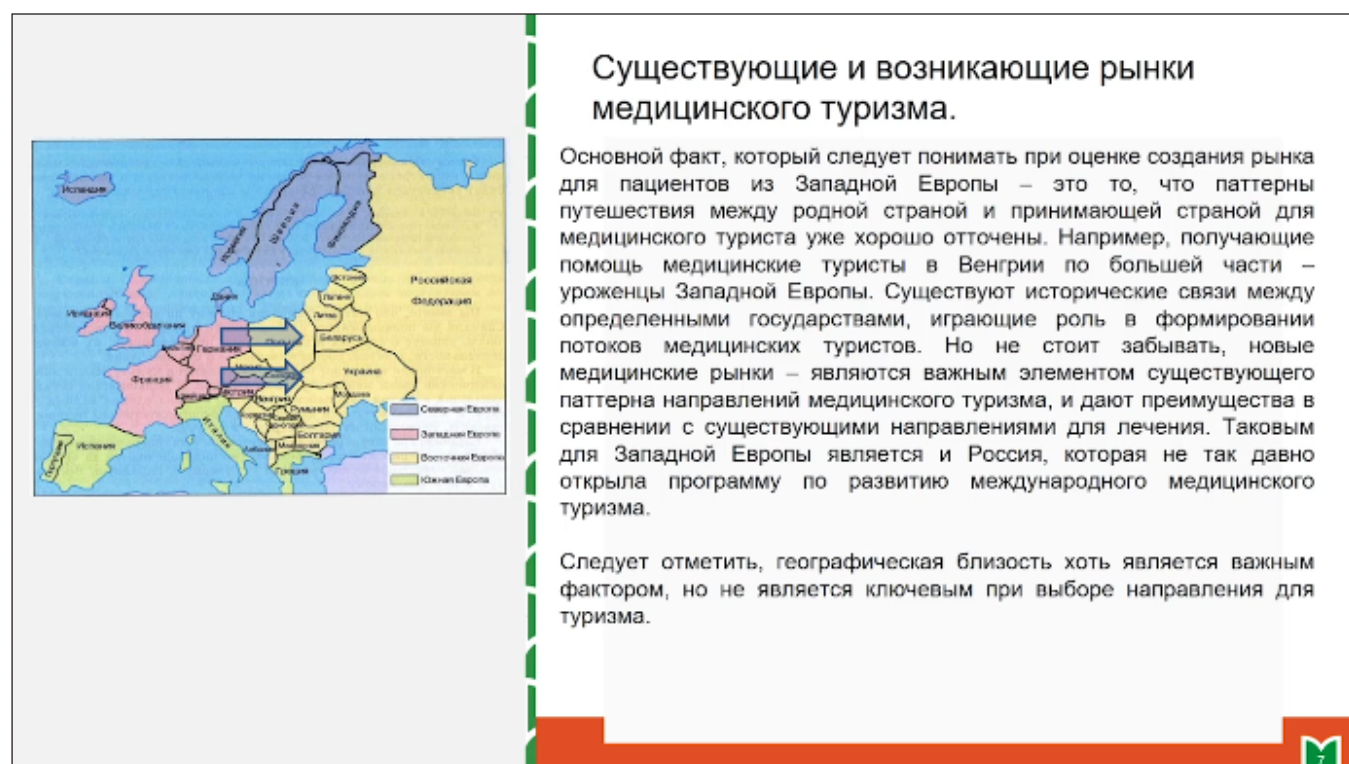 Существующие и возникающие рынки
медицинского туризма.
Основной факт, который следует понимать при оценке создания рынка
для пациентов из Западной Европы – это то, что паттерны
путешествия между родной страной и принимающей страной для
медицинского туриста уже хорошо отточены. Например, получающие
помощь медицинские туристы в Венгрии по большей части –
уроженцы Западной Европы. Существуют исторические связи между
определенными государствами, играющие роль в формировании
потоков медицинских туристов. Но не стоит забывать, новые
медицинские рынки – являются важным элементом существующего
паттерна направлений медицинского туризма, и дают преимущества в
сравнении с существующими направлениями для лечения. Таковым
для Западной Европы является и Россия, которая не так давно
открыла программу по развитию международного медицинского
туризма.
Следует отметить, географическая близость хоть является важным
фактором, но не является ключевым при выборе направления для
туризма.
7
Исландия
Норвегия
Швеция
Финляндия
Российская
Федерация
Эстония
Латвия
Литва
Дания
Ирландия
Великобритания
Германия
Беларусь
Франция
Украина
Венгрия
Молдова
Румыния
Италия
Болгария
Испания
Португалия
Греция
Северная Европа
Западная Европа
Восточная Европа
Южная Европа